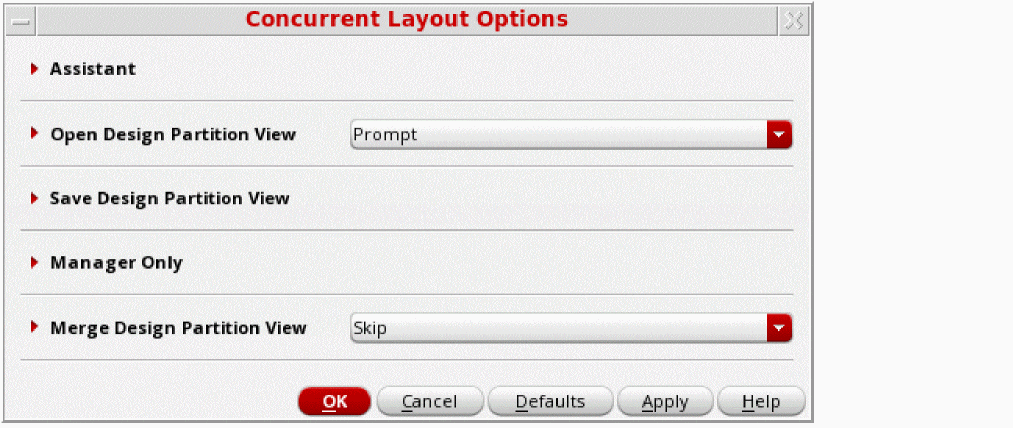 Concurrent Layout Options
Assistant
Open Design Partition View Prompt
Save Design Partition View
Manager Only
Merge Design Partition View Skip
OK Cancel Defaults Apply Help